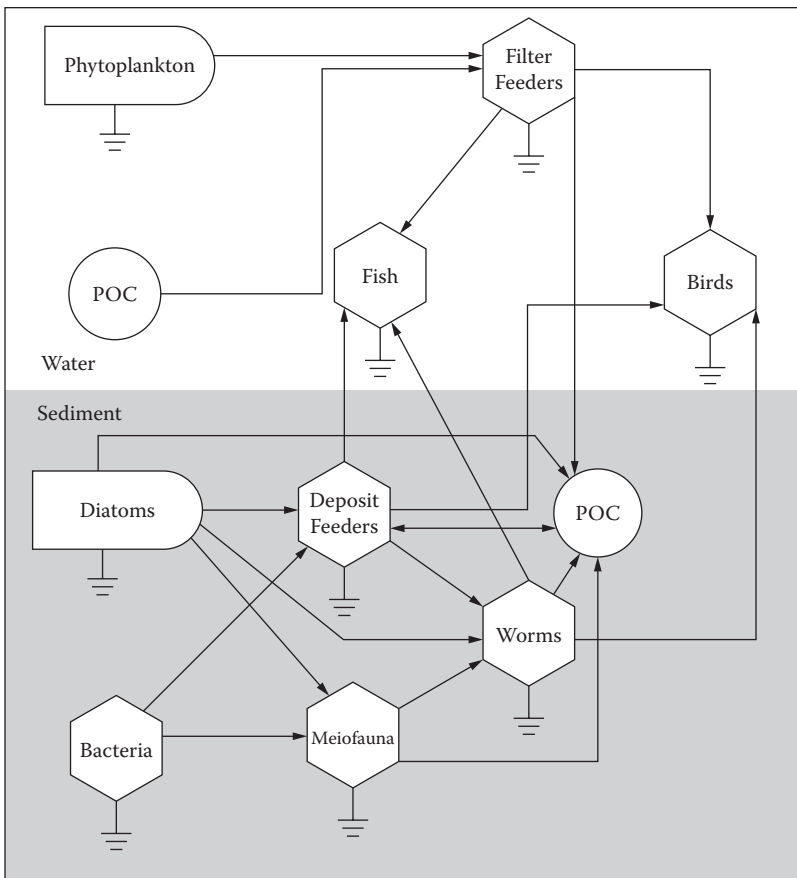 Phytoplankton
Filter
Feeders
Fish
POC
Birds
Water
Sediment
Diatoms
Deposit
Feeders
POC
Worms
Bacteria
Meiofauna